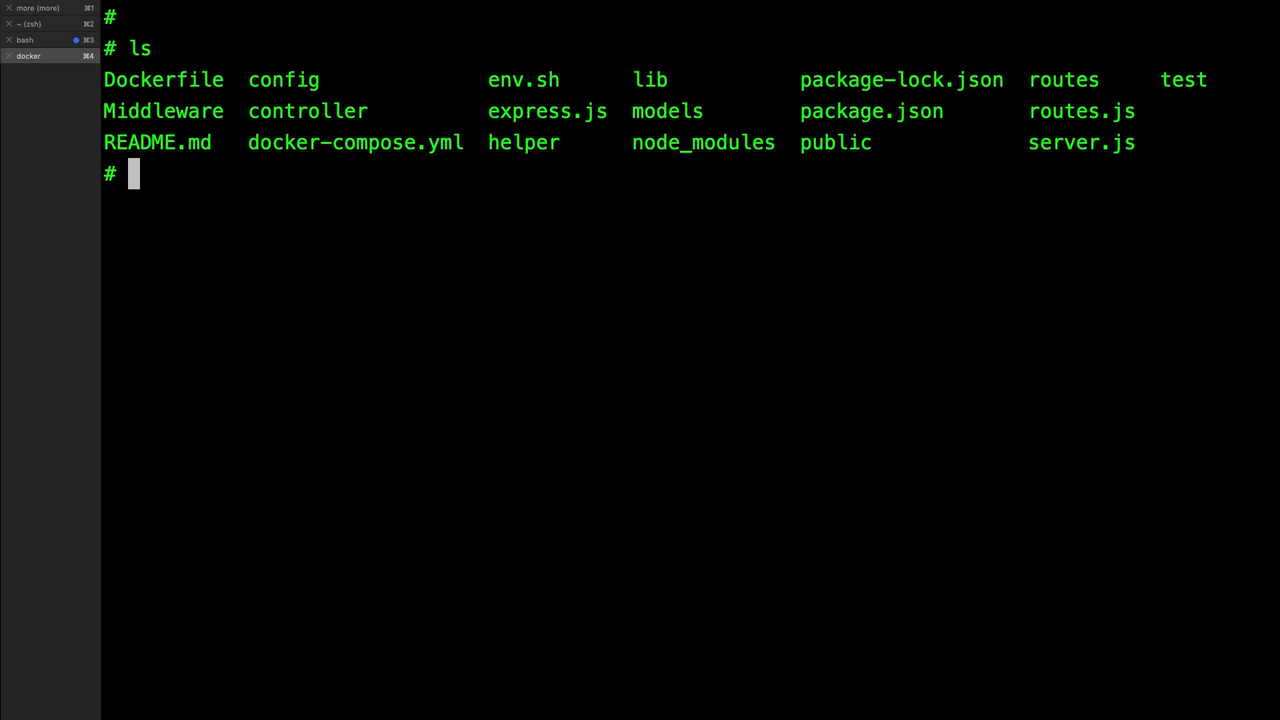 more (more) ⌘1
~ (zsh) ⌘2
bash ⌘3
docker ⌘4
#
# ls
Dockerfile config env.sh lib package-lock.json routes test
Middleware controller express.js models package.json routes.js
README.md docker-compose.yml helper node_modules public server.js
#